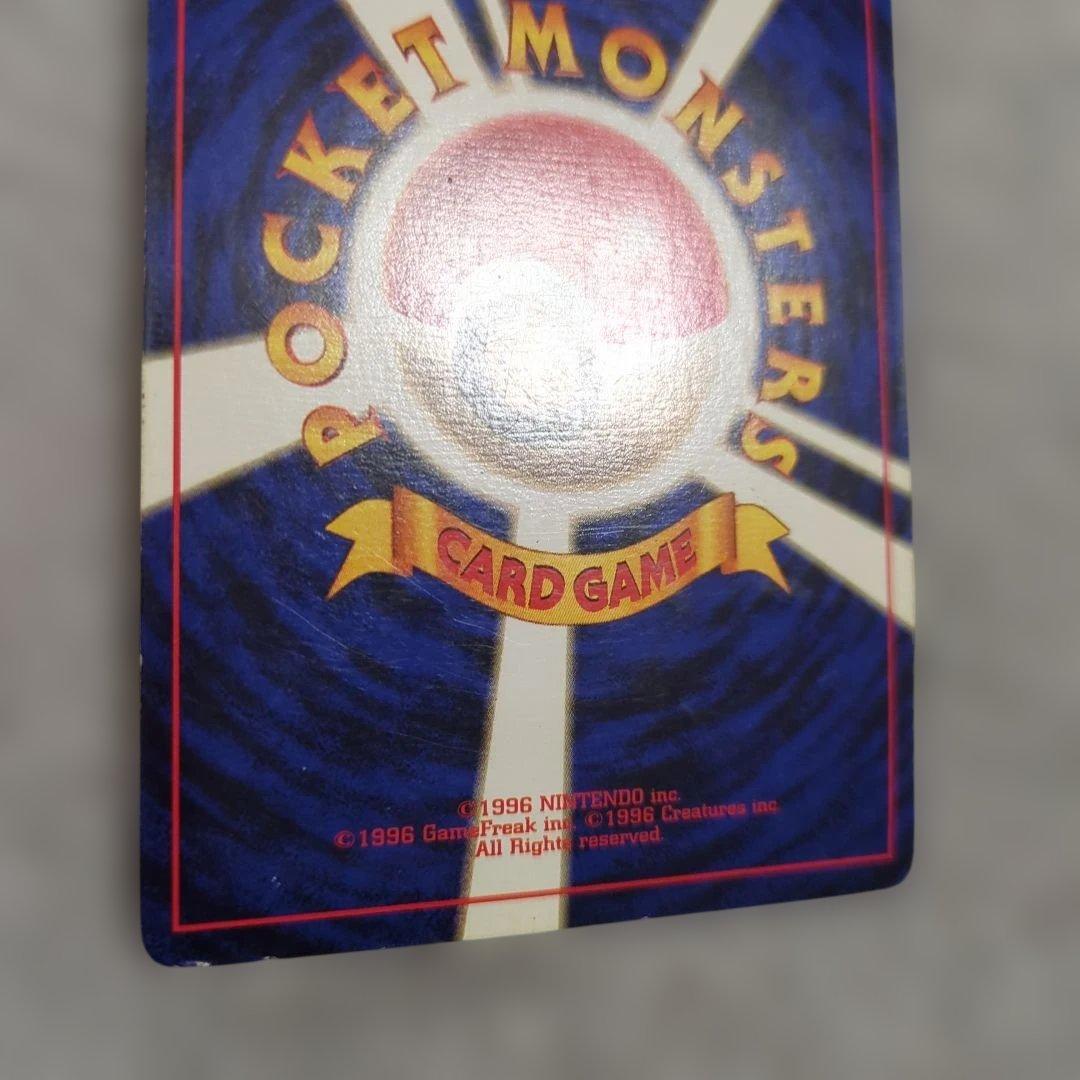 POCKET MONSTERS
CARD GAME
©1996 NINTENDO inc.
©1996 GameFreak inc. ©1996 Creatures inc.
All Rights reserved.